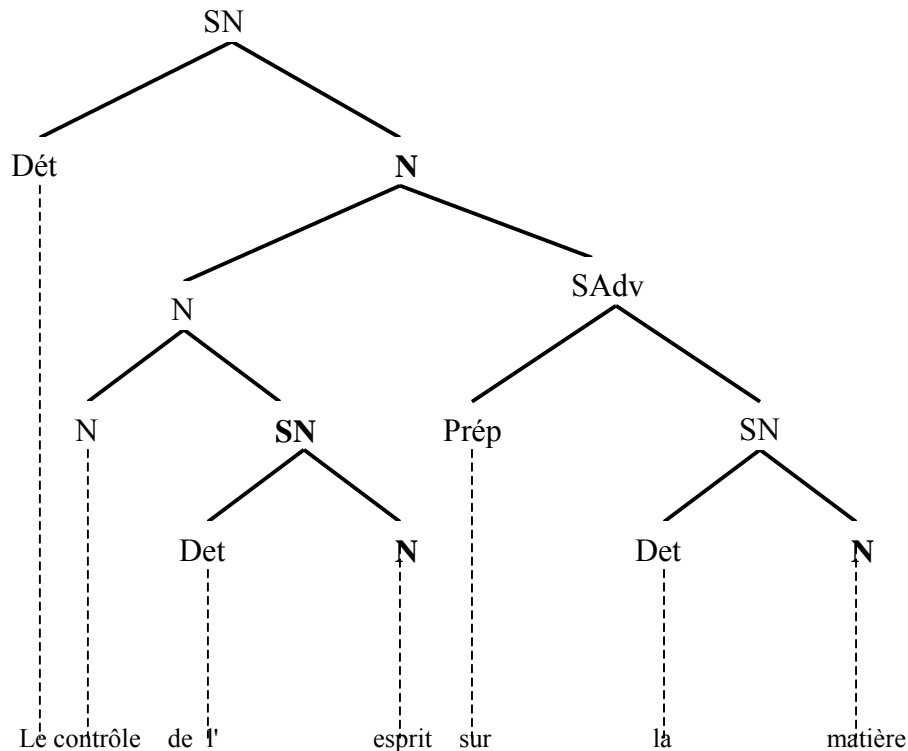 SN
Dét N
N SAdv
N SN Prép SN
Det N Det N
Le contrôle de l' esprit sur la matière